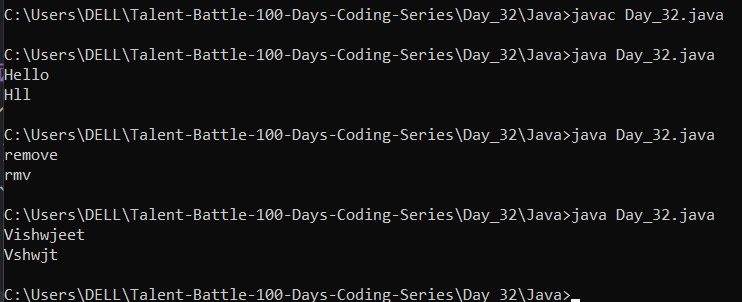 C:\Users\DELL\Talent-Battle-100-Days-Coding-Series\Day_32\Java>javac Day_32.java
C:\Users\DELL\Talent-Battle-100-Days-Coding-Series\Day_32\Java>java Day_32.java
Hello
Hll
C:\Users\DELL\Talent-Battle-100-Days-Coding-Series\Day_32\Java>java Day_32.java
remove
rmv
C:\Users\DELL\Talent-Battle-100-Days-Coding-Series\Day_32\Java>java Day_32.java
Vishwjeet
Vshwjt
C:\Users\DELL\Talent-Battle-100-Days-Coding-Series\Day_32\Java>